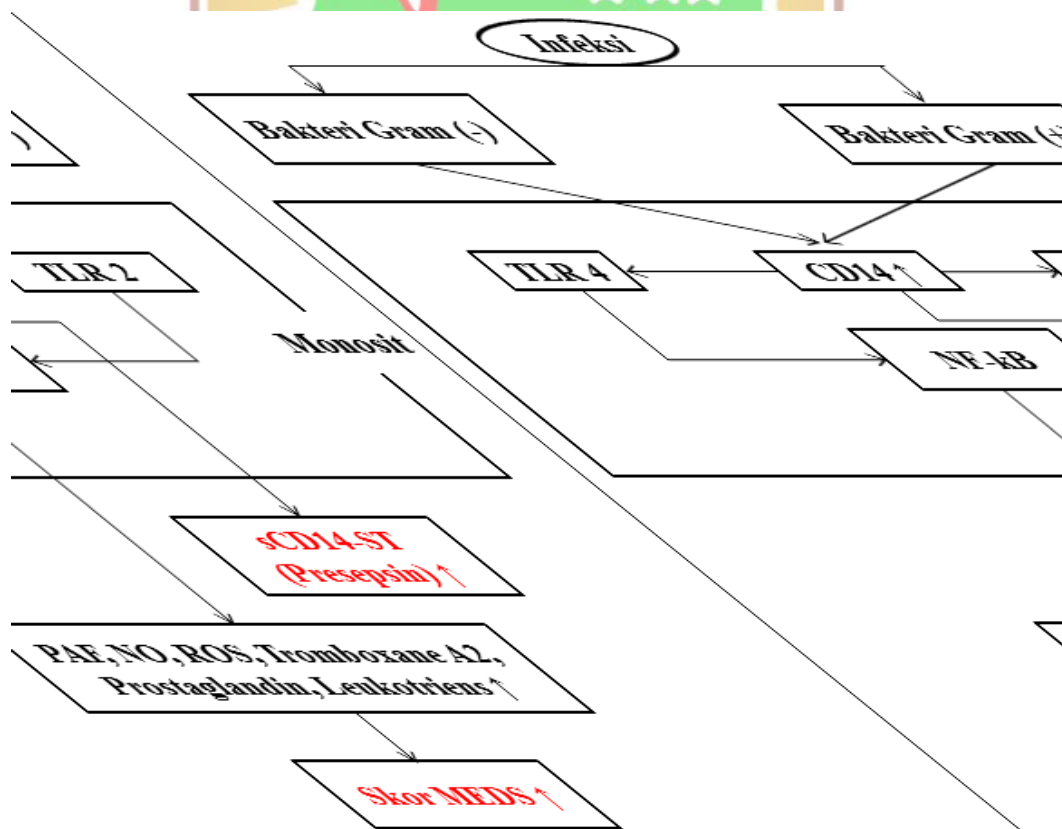 Infeksi
Bakteri Gram (-)
Bakteri Gram (+
)
TLR 2
TLR 4
CD14↑
Monosit
NF-kB
sCD14-ST
(Presepsin)↑
PAF, NO, ROS, Tromboxane A2,
Prostaglandin, Leukotriens↑
Skor MEDS↑